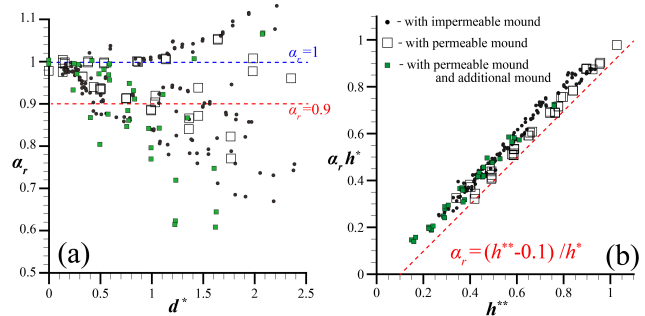 1.1
1
0.9
0.8
0.7
0.6
0.5
α_r
α_r = 1
α_r = 0.9
(a)
0 0.5 1 1.5 2 2.5
d*
1
0.8
0.6
0.4
0.2
0
α_r h*
- with impermeable mound
- with permeable mound
- with permeable mound
and additional mound
α_r = (h**-0.1) /h*
(b)
0 0.2 0.4 0.6 0.8 1
h**